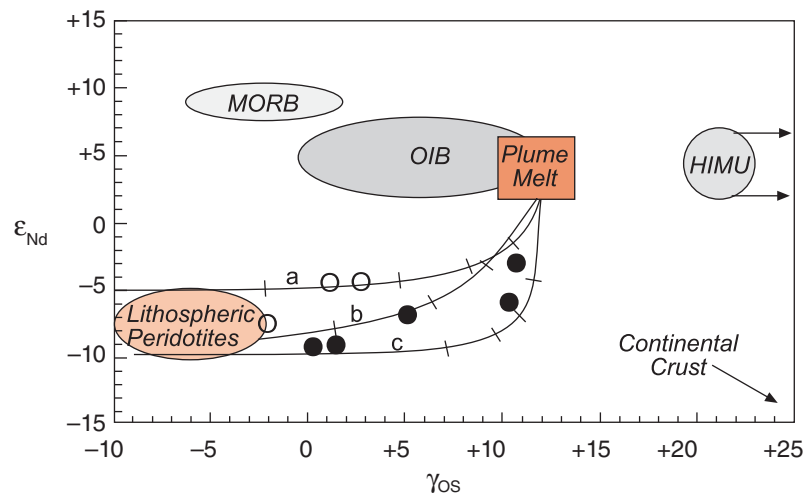 +15
+10
+5
0
−5
−10
−15
εNd
MORB
OIB
Plume
Melt
HIMU
a
b
c
Lithospheric
Peridotites
Continental
Crust
−10 −5 0 +5 +10 +15 +20 +25
γOS